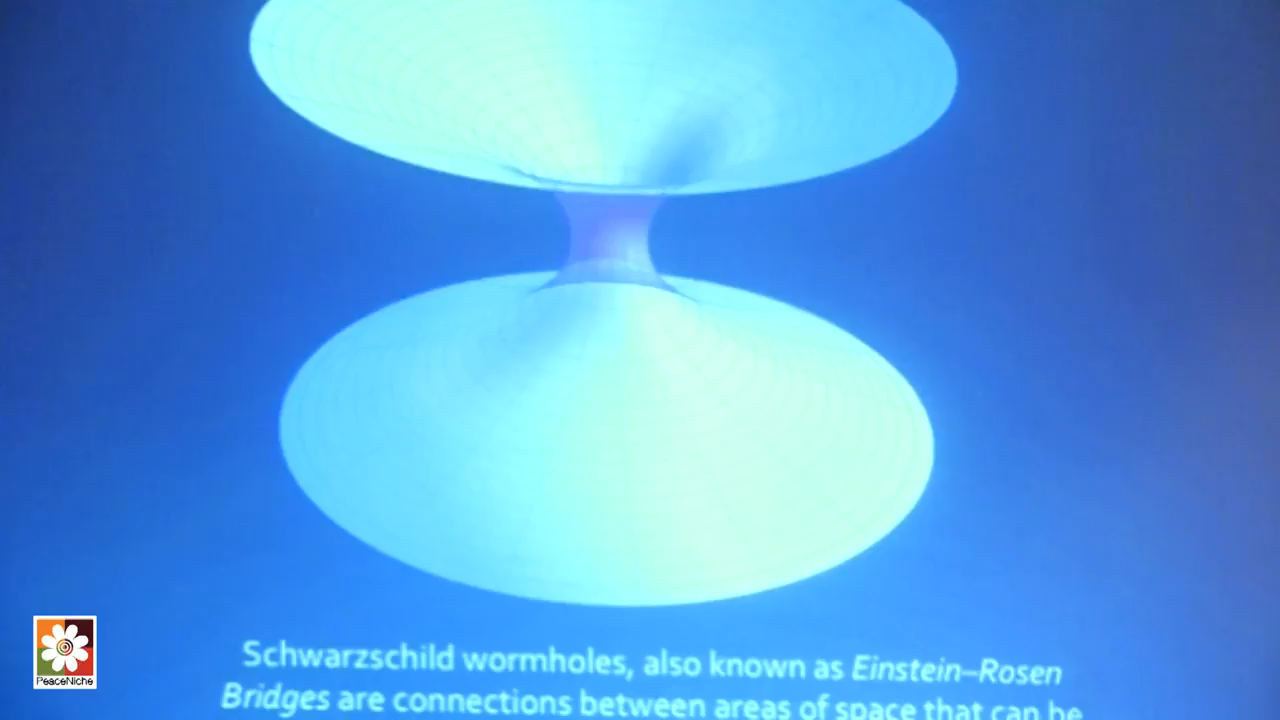 Schwarzschild wormholes, also known as Einstein–Rosen
Bridges are connections between areas of space that can be
PeaceNiche